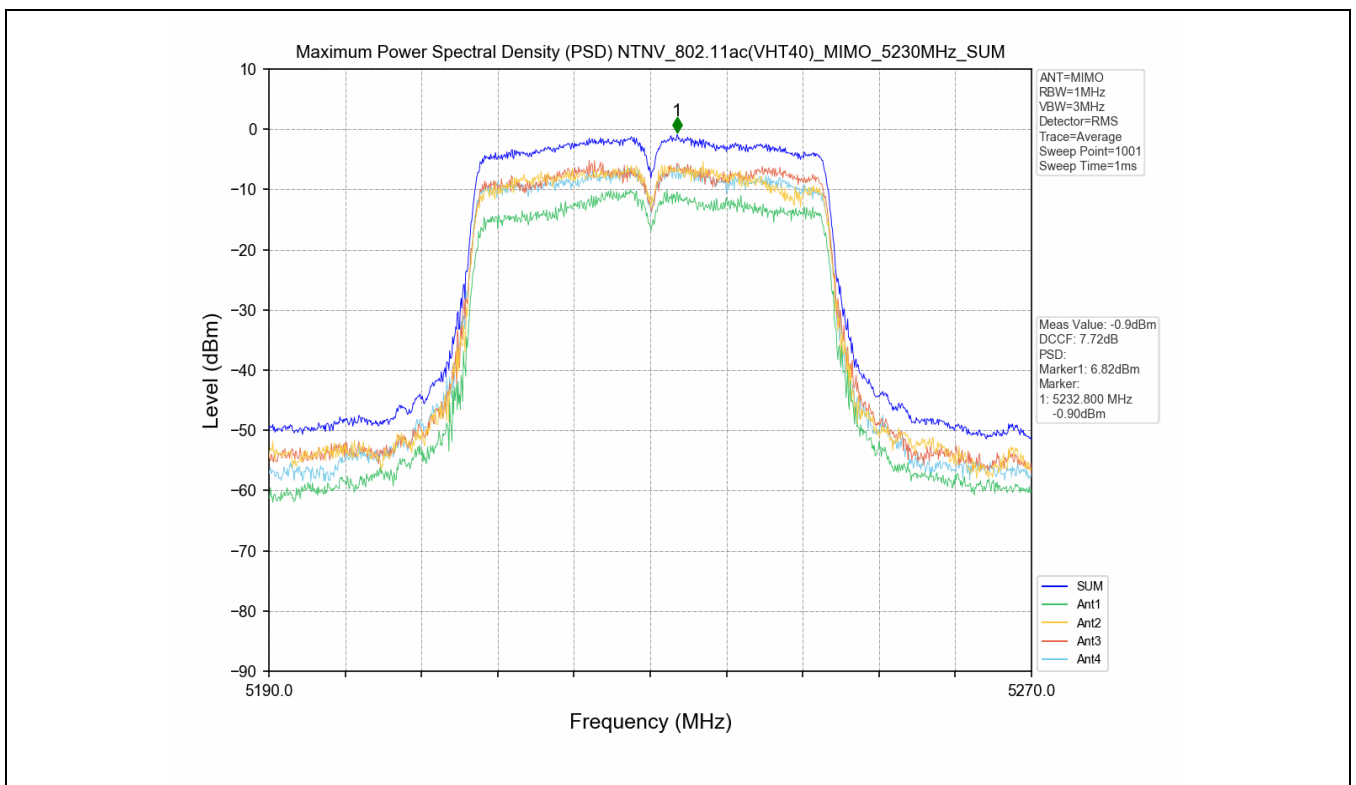 Maximum Power Spectral Density (PSD) NTNV_802.11ac(VHT40)_MIMO_5230MHz_SUM
10
0
−10
−20
−30
−40
−50
−60
−70
−80
−90
Level (dBm)
1
5190.0
5270.0
Frequency (MHz)
ANT=MIMO
RBW=1MHz
VBW=3MHz
Detector=RMS
Trace=Average
Sweep Point=1001
Sweep Time=1ms
Meas Value: -0.9dBm
DCCF: 7.72dB
PSD:
Marker1: 6.82dBm
Marker:
1: 5232.800 MHz
-0.90dBm
SUM
Ant1
Ant2
Ant3
Ant4